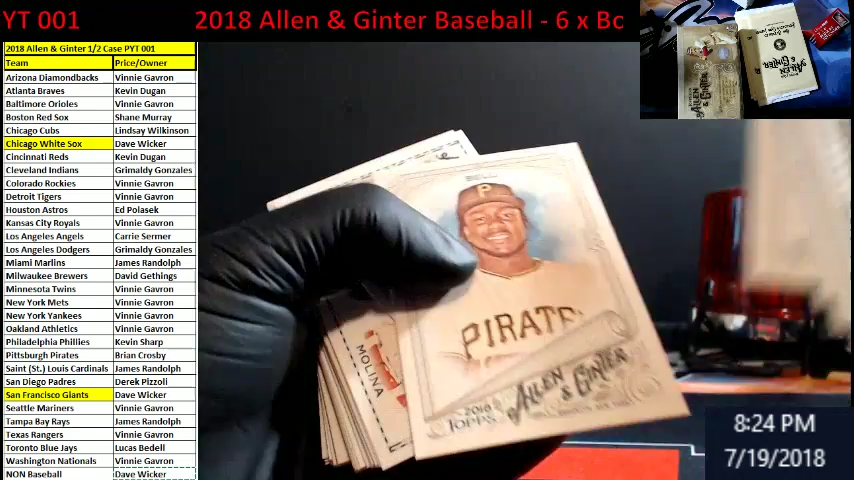 YT 001
2018 Allen & Ginter Baseball - 6 x Bc
2018 Allen & Ginter 1/2 Case PYT 001
Team Price/Owner
Arizona Diamondbacks Vinnie Gavron
Atlanta Braves Kevin Dugan
Baltimore Orioles Vinnie Gavron
Boston Red Sox Shane Murray
Chicago Cubs Lindsay Wilkinson
Chicago White Sox Dave Wicker
Cincinnati Reds Kevin Dugan
Cleveland Indians Grimaldy Gonzales
Colorado Rockies Vinnie Gavron
Detroit Tigers Vinnie Gavron
Houston Astros Ed Polasek
Kansas City Royals Vinnie Gavron
Los Angeles Angels Carrie Sermer
Los Angeles Dodgers Grimaldy Gonzales
Miami Marlins James Randolph
Milwaukee Brewers David Gethings
Minnesota Twins Vinnie Gavron
New York Mets Vinnie Gavron
New York Yankees Vinnie Gavron
Oakland Athletics Vinnie Gavron
Philadelphia Phillies Kevin Sharp
Pittsburgh Pirates Brian Crosby
Saint (St.) Louis Cardinals James Randolph
San Diego Padres Derek Pizzoli
San Francisco Giants Dave Wicker
Seattle Mariners Vinnie Gavron
Tampa Bay Rays James Randolph
Texas Rangers Vinnie Gavron
Toronto Blue Jays Lucas Bedell
Washington Nationals Vinnie Gavron
NON Baseball Dave Wicker
ALLEN & GINTER
ALLEN & GINTER
BELL
P
PIRATE
MOLINA
2018
TOPPS
ALLEN & GINTER
8:24 PM
7/19/2018